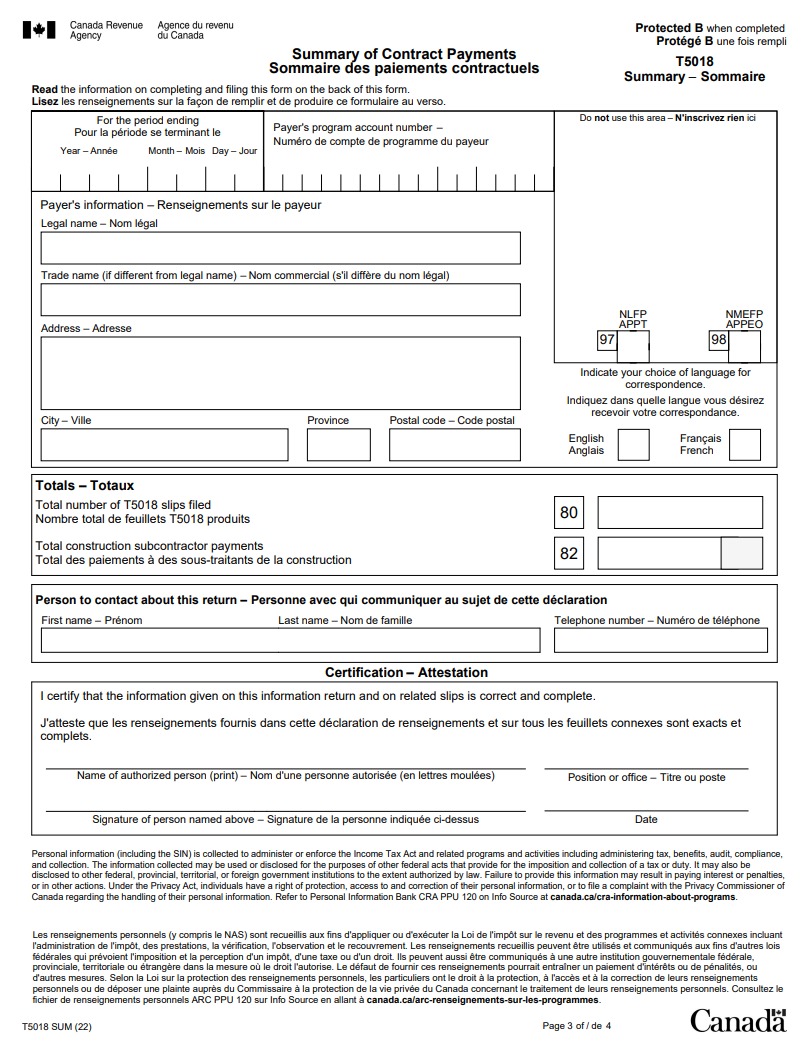 Canada Revenue Agency
Agence du revenu du Canada
Protected B when completed
Protégé B une fois rempli
Summary of Contract Payments
Sommaire des paiements contractuels
T5018
Summary – Sommaire
Read the information on completing and filing this form on the back of this form.
Lisez les renseignements sur la façon de remplir et de produire ce formulaire au verso.
For the period ending
Pour la période se terminant le
Year – Année
Month – Mois
Day – Jour
Payer's program account number –
Numéro de compte de programme du payeur
Do not use this area – N'inscrivez rien ici
Payer's information – Renseignements sur le payeur
Legal name – Nom légal
Trade name (if different from legal name) – Nom commercial (s'il diffère du nom légal)
Address – Adresse
NLFP
APPT
97
NMEFP
APPEO
98
City – Ville
Province
Postal code – Code postal
Indicate your choice of language for
correspondence.
Indiquez dans quelle langue vous désirez
recevoir votre correspondance.
English
Anglais
Français
French
Totals – Totaux
Total number of T5018 slips filed
Nombre total de feuillets T5018 produits
80
Total construction subcontractor payments
Total des paiements à des sous-traitants de la construction
82
Person to contact about this return – Personne avec qui communiquer au sujet de cette déclaration
First name – Prénom
Last name – Nom de famille
Telephone number – Numéro de téléphone
Certification – Attestation
I certify that the information given on this information return and on related slips is correct and complete.
J'atteste que les renseignements fournis dans cette déclaration de renseignements et sur tous les feuillets connexes sont exacts et
complets.
Name of authorized person (print) – Nom d'une personne autorisée (en lettres moulées)
Position or office – Titre ou poste
Signature of person named above – Signature de la personne indiquée ci-dessus
Date
Personal information (including the SIN) is collected to administer or enforce the Income Tax Act and related programs and activities including administering tax, benefits, audit, compliance,
and collection. The information collected may be used or disclosed for the purposes of other federal acts that provide for the imposition and collection of a tax or duty. It may also be
disclosed to other federal, provincial, territorial, or foreign government institutions to the extent authorized by law. Failure to provide this information may result in paying interest or penalties,
or in other actions. Under the Privacy Act, individuals have a right of protection, access to and correction of their personal information, or to file a complaint with the Privacy Commissioner of
Canada regarding the handling of their personal information. Refer to Personal Information Bank CRA PPU 120 on Info Source at canada.ca/cra-information-about-programs.
Les renseignements personnels (y compris le NAS) sont recueillis aux fins d'appliquer ou d'exécuter la Loi de l'impôt sur le revenu et des programmes et activités connexes incluant
l'administration de l'impôt, des prestations, la vérification, l'observation et le recouvrement. Les renseignements recueillis peuvent être utilisés et communiqués aux fins d'autres lois
fédérales qui prévoient l'imposition et la perception d'un impôt, d'une taxe ou d'un droit. Ils peuvent aussi être communiqués à une autre institution gouvernementale fédérale,
provinciale, territoriale ou étrangère dans la mesure où le droit l'autorise. Le défaut de fournir ces renseignements pourrait entraîner un paiement d'intérêts ou de pénalités, ou
d'autres mesures. Selon la Loi sur la protection des renseignements personnels, les particuliers ont le droit à la protection, à l'accès et à la correction de leurs renseignements
personnels ou de déposer une plainte auprès du Commissaire à la protection de la vie privée du Canada concernant le traitement de leurs renseignements personnels. Consultez le
fichier de renseignements personnels ARC PPU 120 sur Info Source en allant à canada.ca/arc-renseignements-sur-les-programmes.
T5018 SUM (22)
Page 3 of / de 4
Canada